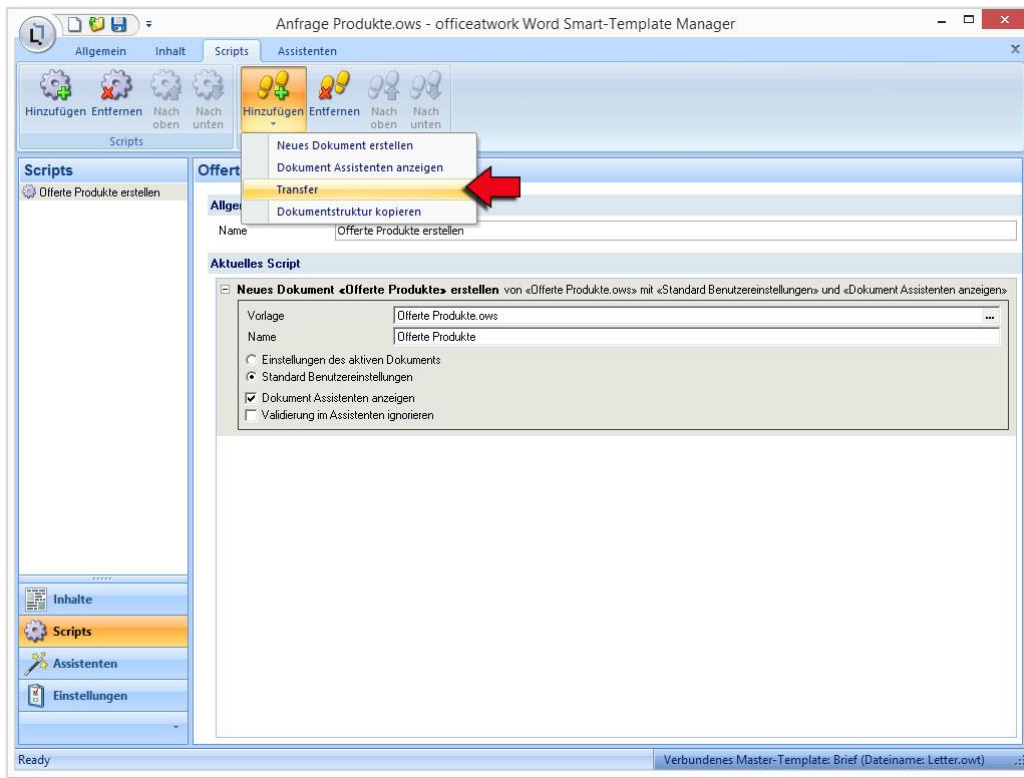 Anfrage Produkte.ows - officeatwork Word Smart-Template Manager
Allgemein Inhalt Scripts Assistenten
Hinzufügen Entfernen Nach oben Nach unten
Scripts
Hinzufügen Entfernen Nach oben Nach unten
Neues Dokument erstellen
Dokument Assistenten anzeigen
Transfer
Dokumentstruktur kopieren
Scripts
Offerte Produkte erstellen
Offert
Allge
Name Offerte Produkte erstellen
Aktuelles Script
Neues Dokument «Offerte Produkte» erstellen von «Offerte Produkte.ows» mit «Standard Benutzereinstellungen» und «Dokument Assistenten anzeigen»
Vorlage Offerte Produkte.ows ...
Name Offerte Produkte
Einstellungen des aktiven Dokuments
Standard Benutzereinstellungen
Dokument Assistenten anzeigen
Validierung im Assistenten ignorieren
Inhalte
Scripts
Assistenten
Einstellungen
Ready Verbundenes Master-Template: Brief (Dateiname: Letter.owt)